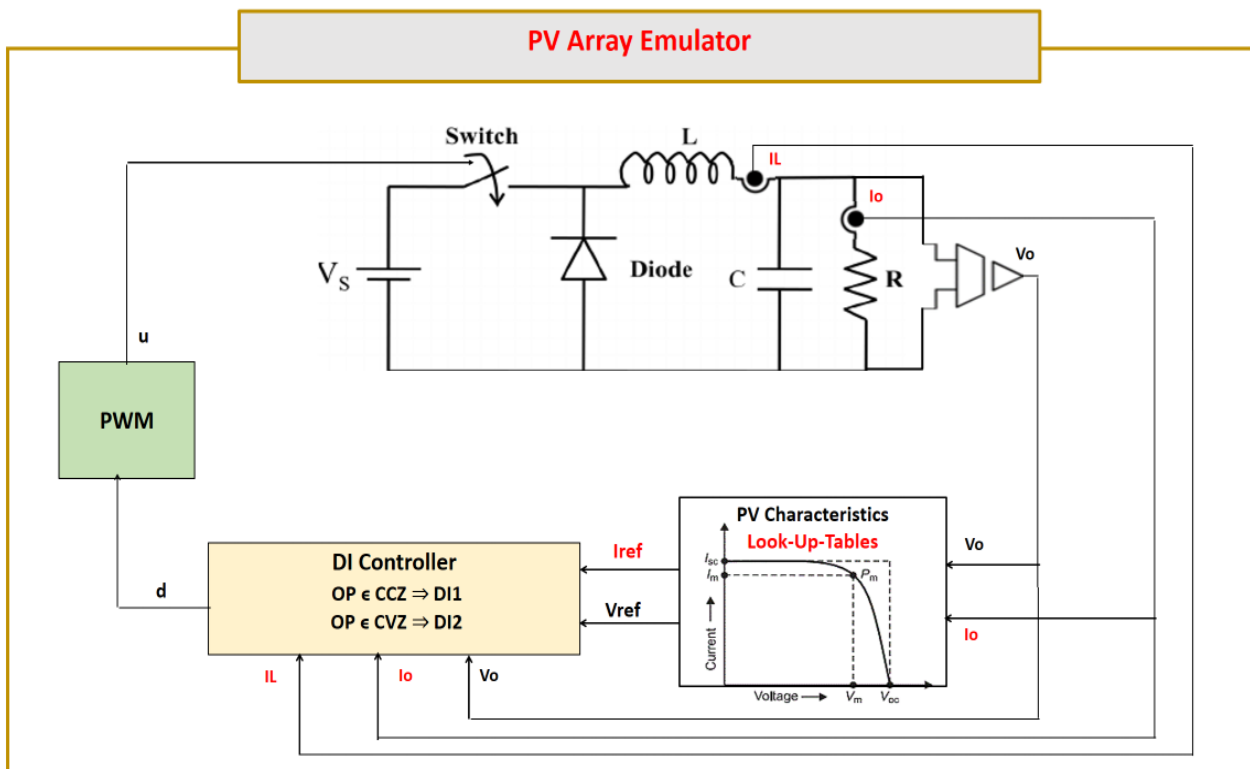 PV Array Emulator
Switch
L
IL
Io
Vo
VS
Diode
C
R
u
PWM
d
DI Controller
OP ϵ CCZ ⇒ DI1
OP ϵ CVZ ⇒ DI2
Iref
Vref
IL
Io
Vo
PV Characteristics
Look-Up-Tables
Isc
Im
Pm
Current
Voltage
Vm
Voc
Vo
Io